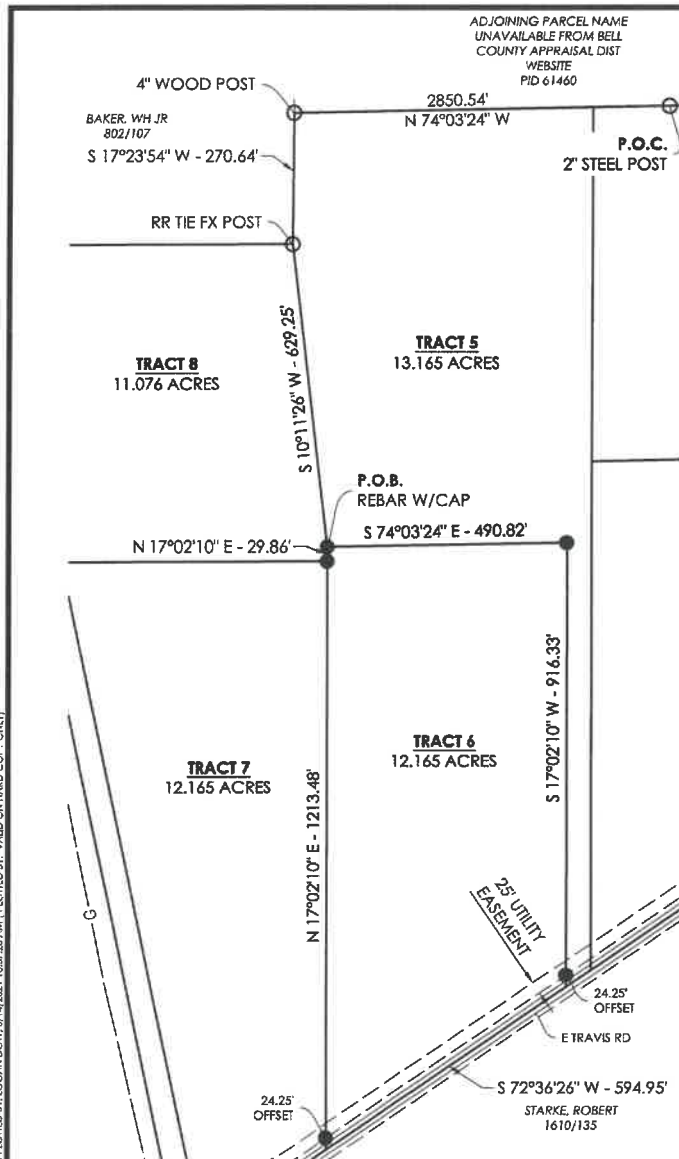 ADJOINING PARCEL NAME
UNAVAILABLE FROM BELL
COUNTY APPRAISAL DIST
WEBSITE
PID 61460
4" WOOD POST
2850.54'
N 74°03'24" W
BAKER, WH JR
802/107
S 17°23'54" W - 270.64'
P.O.C.
2" STEEL POST
RR TIE FX POST
S 10°11'26" W - 629.25'
TRACT 5
13.165 ACRES
TRACT 8
11.076 ACRES
P.O.B.
REBAR W/CAP
N 17°02'10" E - 29.86'
S 74°03'24" E - 490.82'
S 17°02'10" W - 916.33'
TRACT 6
12.165 ACRES
TRACT 7
12.165 ACRES
N 17°02'10" E - 1213.48'
25' UTILITY
EASEMENT
G
24.25'
OFFSET
E TRAVIS RD
S 72°36'26" W - 594.95'
STARKE, ROBERT
1610/135
24.25'
OFFSET